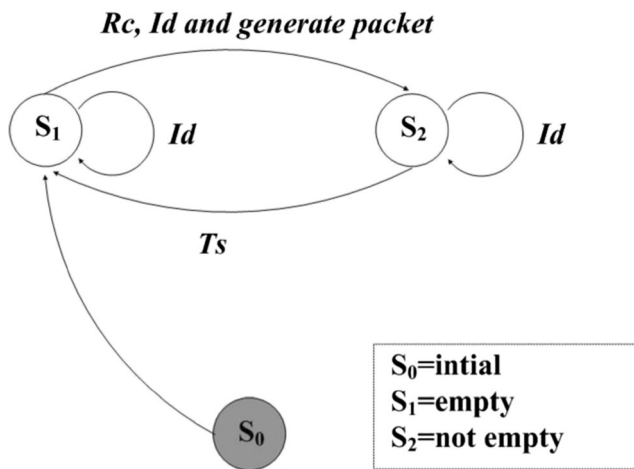 Rc, Id and generate packet
S₁
Id
S₂
Id
Ts
S₀
S₀=intial
S₁=empty
S₂=not empty